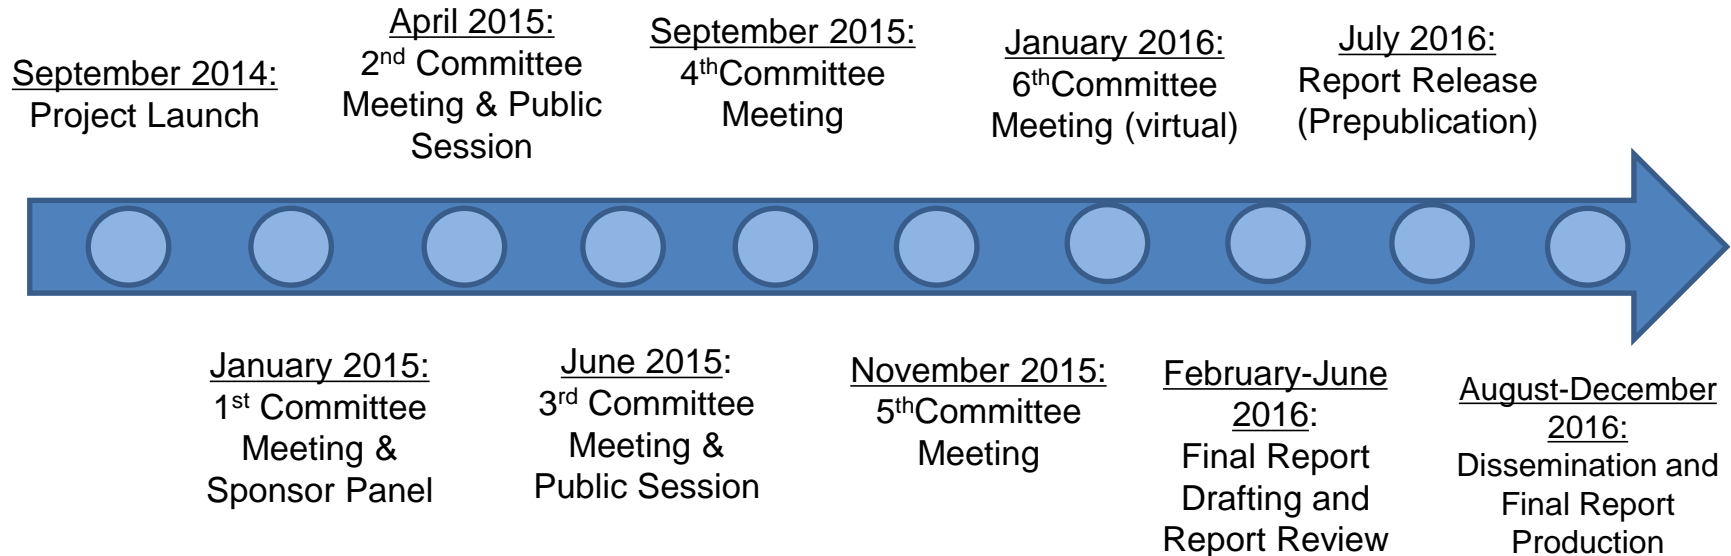 September 2014:
Project Launch
April 2015:
2nd Committee
Meeting & Public
Session
September 2015:
4thCommittee
Meeting
January 2016:
6thCommittee
Meeting (virtual)
July 2016:
Report Release
(Prepublication)
January 2015:
1st Committee
Meeting &
Sponsor Panel
June 2015:
3rd Committee
Meeting &
Public Session
November 2015:
5thCommittee
Meeting
February-June
2016:
Final Report
Drafting and
Report Review
August-December
2016:
Dissemination and
Final Report
Production